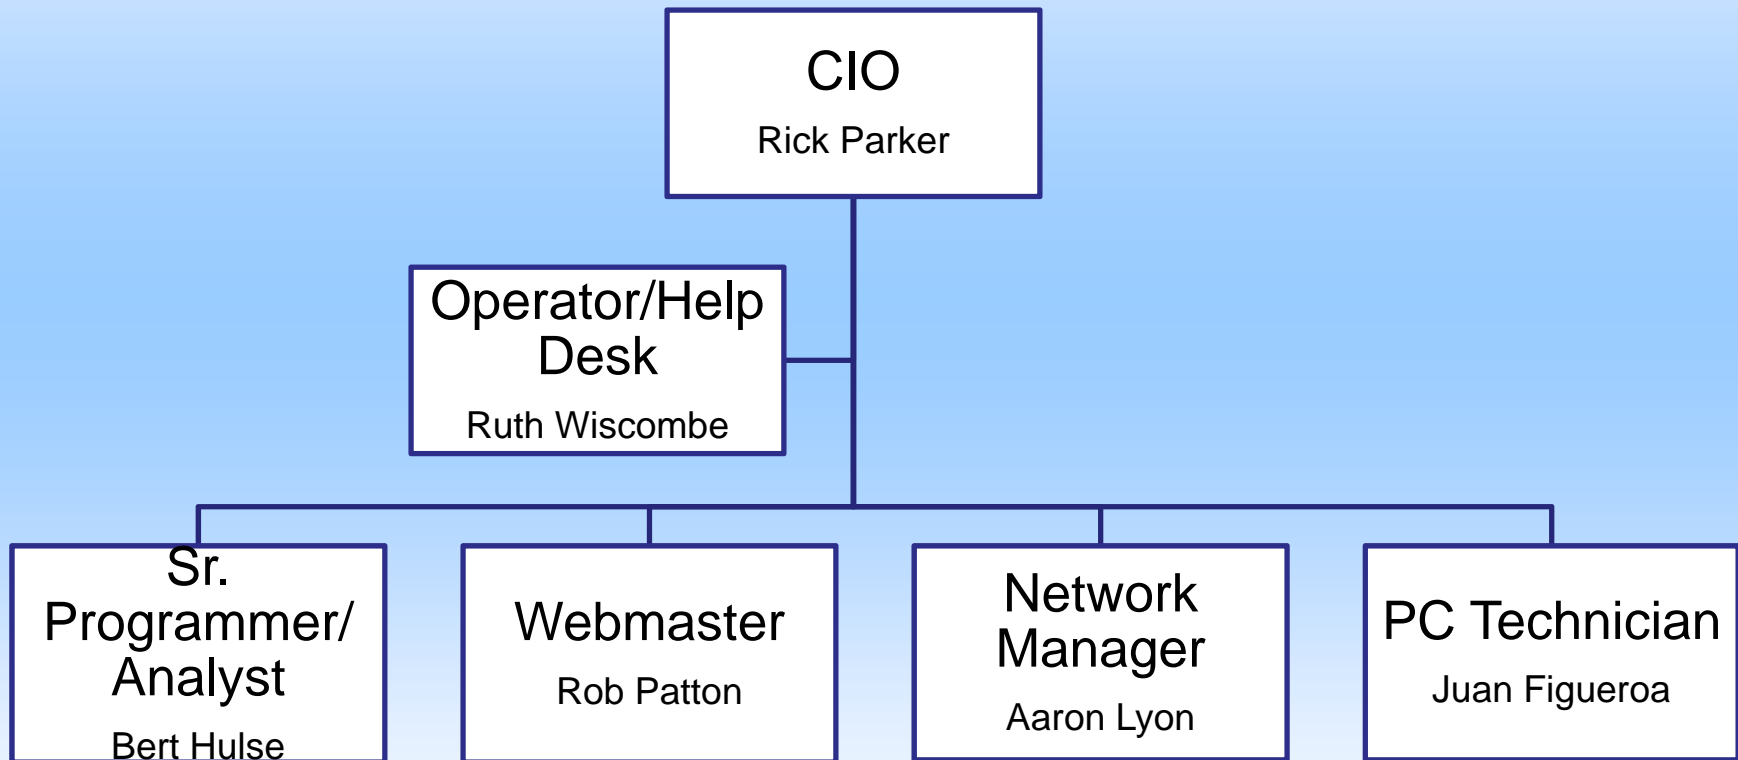 CIO
Rick Parker
Operator/Help
Desk
Ruth Wiscombe
Sr.
Programmer/
Analyst
Bert Hulse
Webmaster
Rob Patton
Network
Manager
Aaron Lyon
PC Technician
Juan Figueroa